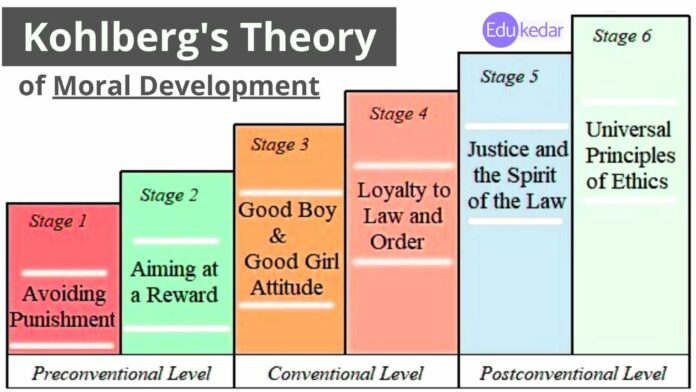 Kohlberg's Theory
of Moral Development
Edukedar
Stage 1
Avoiding
Punishment
Stage 2
Aiming at
a Reward
Stage 3
Good Boy
&
Good Girl
Attitude
Stage 4
Loyalty to
Law and
Order
Stage 5
Justice and
the Spirit
of the Law
Stage 6
Universal
Principles
of Ethics
Preconventional Level
Conventional Level
Postconventional Level